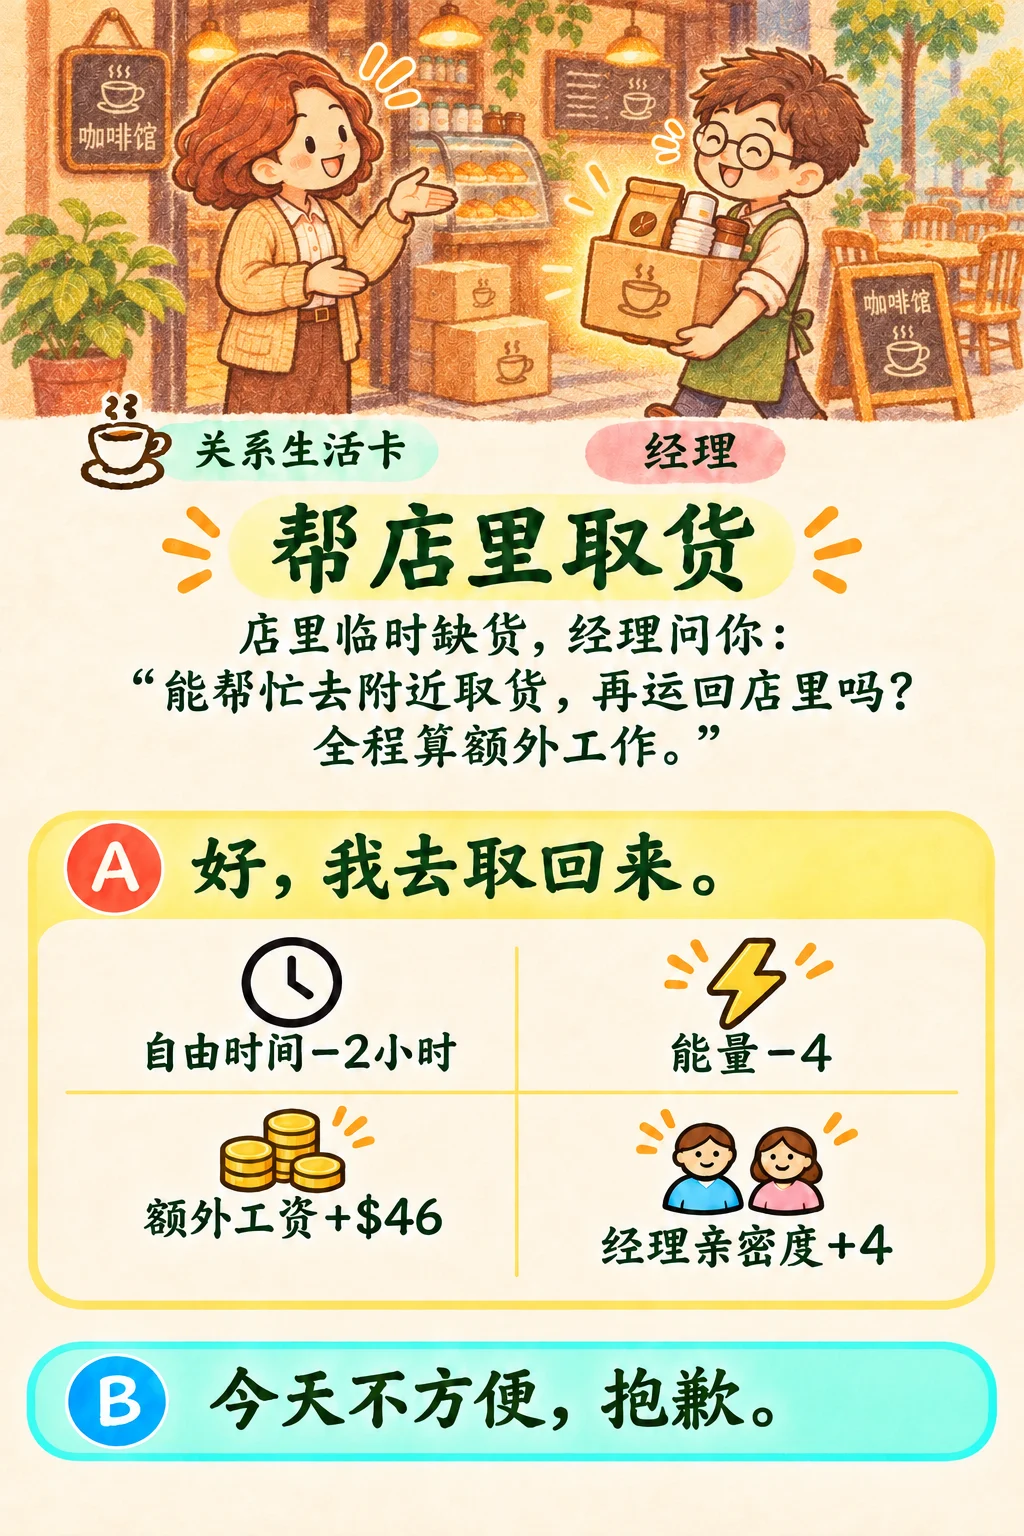 咖啡馆
咖啡馆
关系生活卡
经理
帮店里取货
店里临时缺货，经理问你：
“能帮忙去附近取货，再运回店里吗？
全程算额外工作。”
A 好，我去取回来。
自由时间-2小时
能量-4
额外工资+$46
经理亲密度+4
B 今天不方便，抱歉。